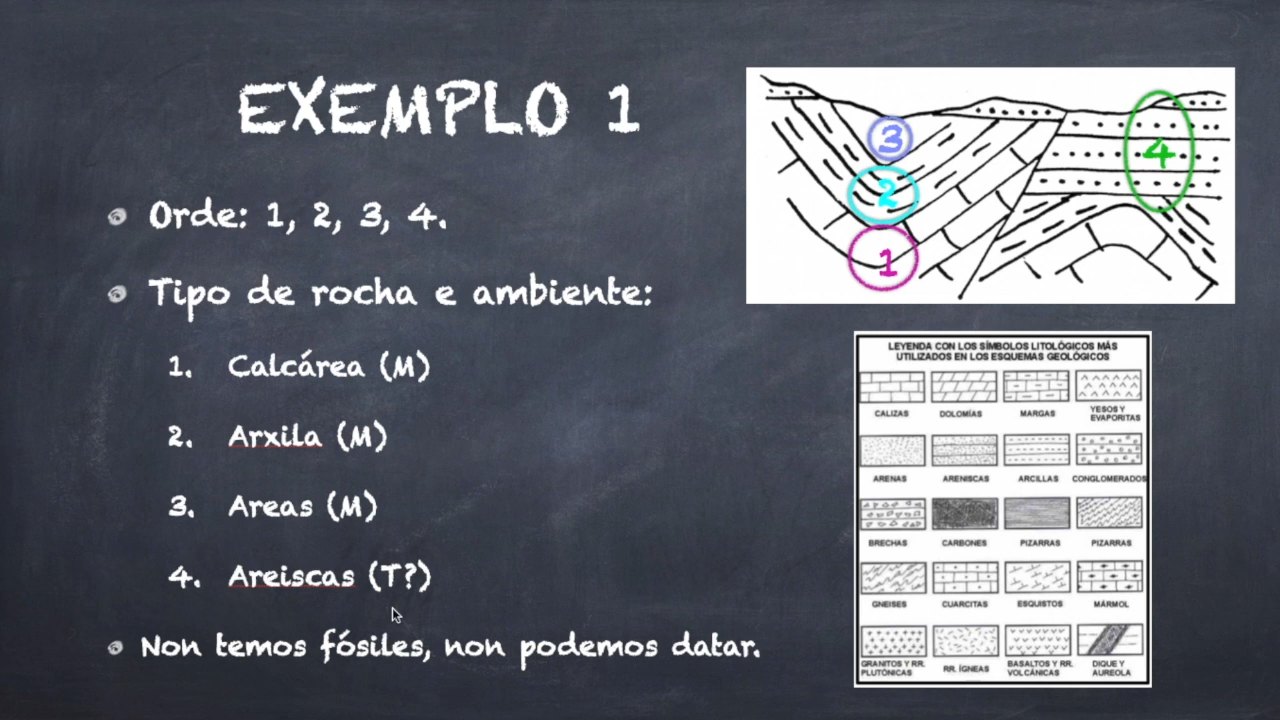 EXEMPLO 1
Orde: 1, 2, 3, 4.
Tipo de rocha e ambiente:
1. Calcárea (M)
2. Arxila (M)
3. Areas (M)
4. Areiscas (T?)
Non temos fósiles, non podemos datar.
3
2
1
4
LEYENDA CON LOS SÍMBOLOS LITOLÓGICOS MÁS
UTILIZADOS EN LOS ESQUEMAS GEOLÓGICOS
CALIZAS DOLOMÍAS MARGAS YESOS Y
EVAPORITAS
ARENAS ARENISCAS ARCILLAS CONGLOMERADOS
BRECHAS CARBONES PIZARRAS PIZARRAS
GNEISES CUARCITAS ESQUISTOS MÁRMOL
GRANITOS Y RR. RR. ÍGNEAS BASALTOS Y RR. DIQUE Y
PLUTÓNICAS VOLCÁNICAS AUREOLA